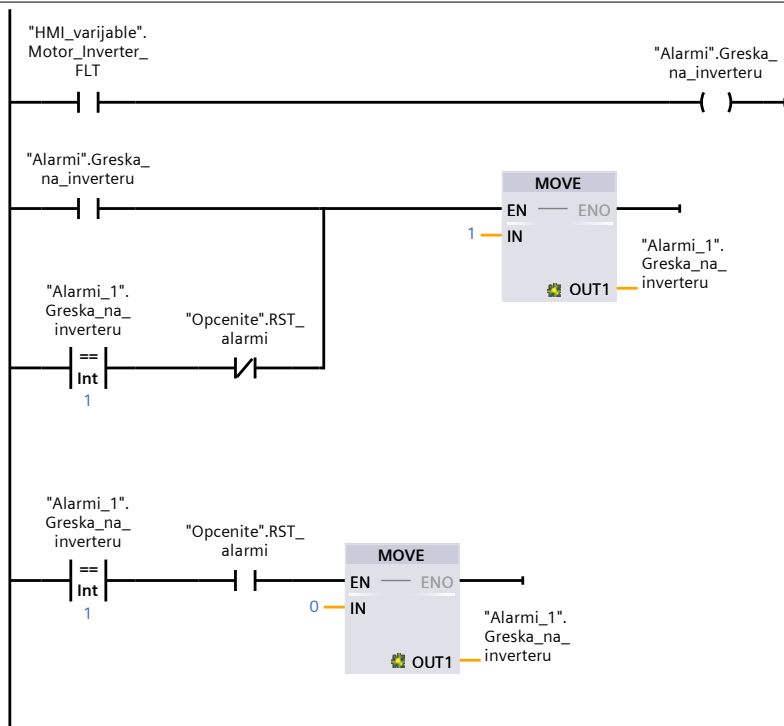 "HMI_varijable".
Motor_Inverter_
FLT
"Alarmi".Greska_
na_inverteru
"Alarmi".Greska_
na_inverteru
MOVE
EN
ENO
1
IN
"Alarmi_1".
Greska_na_
inverteru
OUT1
"Alarmi_1".
Greska_na_
inverteru
"Opcenite".RST_
alarmi
==
Int
1
"Alarmi_1".
Greska_na_
inverteru
"Opcenite".RST_
alarmi
==
Int
1
MOVE
EN
ENO
0
IN
"Alarmi_1".
Greska_na_
inverteru
OUT1